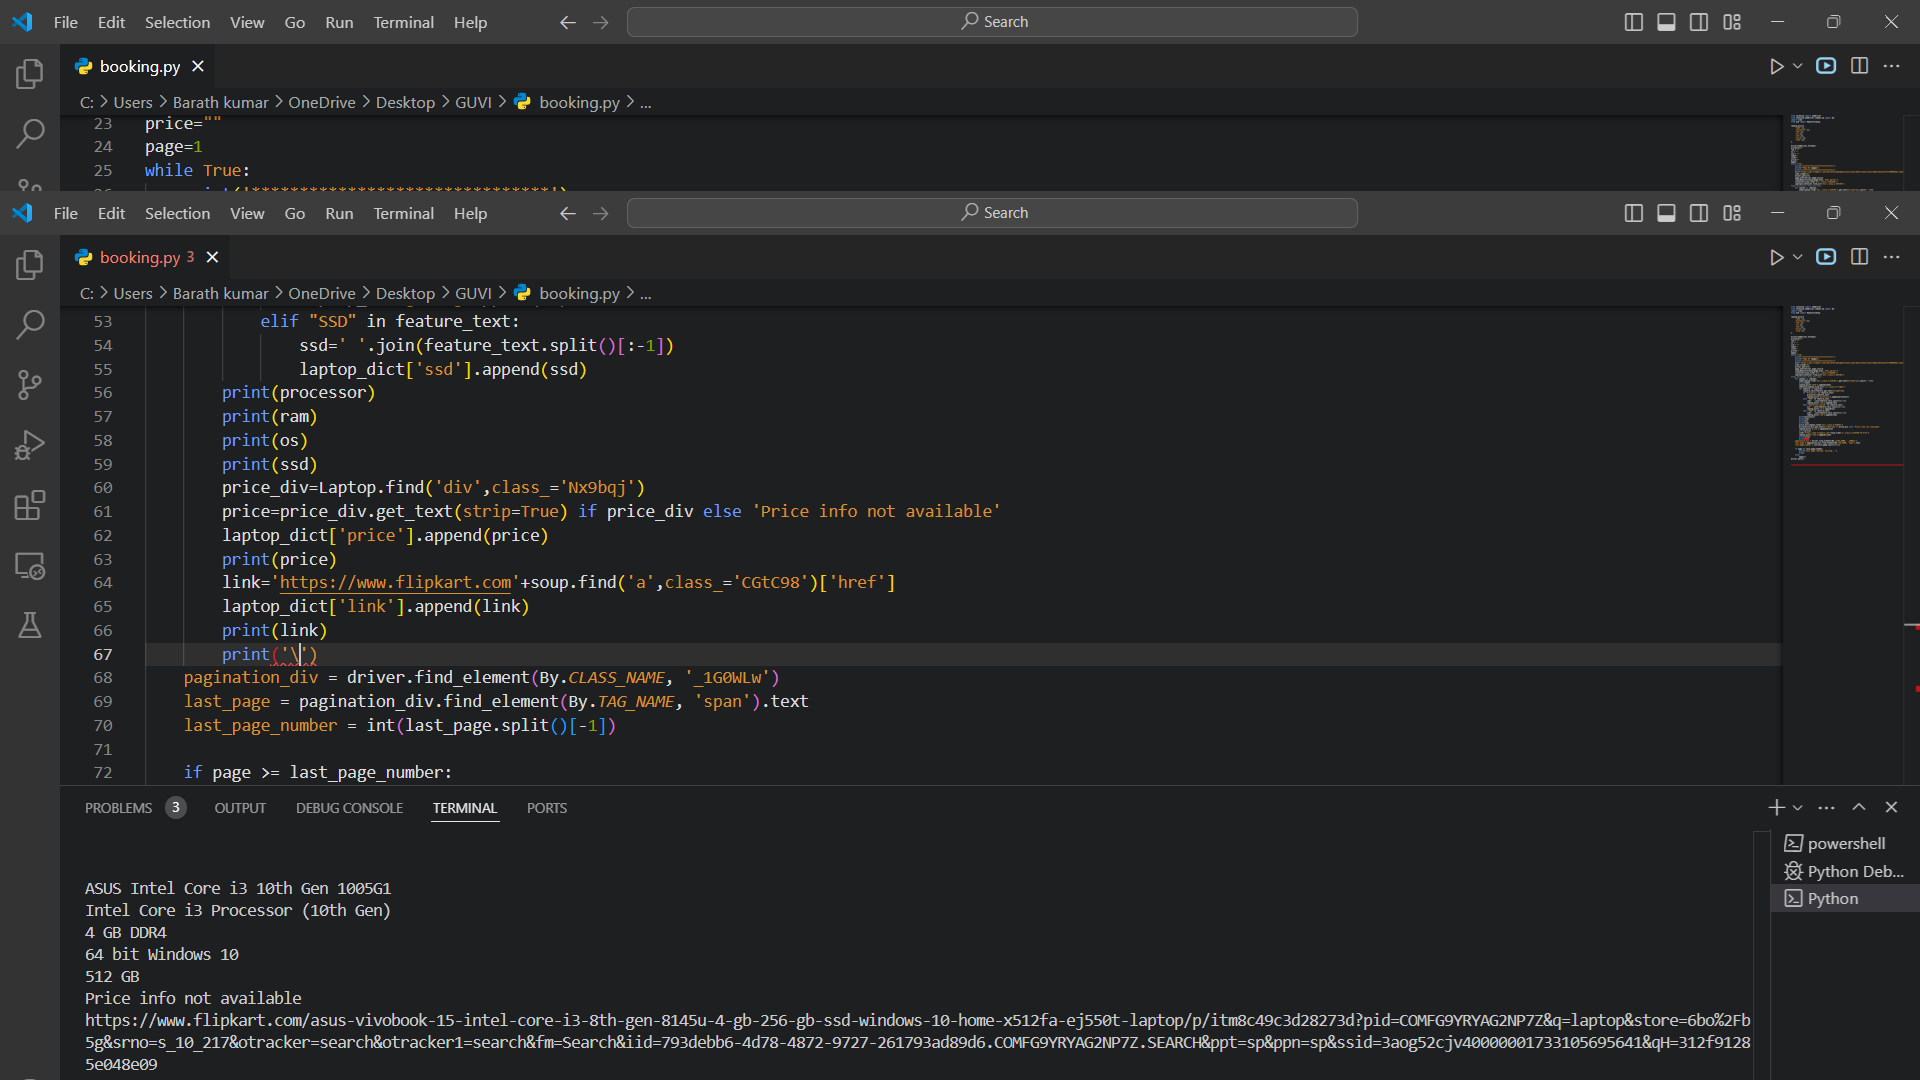 File Edit Selection View Go Run Terminal Help Search
booking.py
C: > Users > Barath kumar > OneDrive > Desktop > GUVI > booking.py > ...
23 price=""
24 page=1
25 while True:
File Edit Selection View Go Run Terminal Help Search
booking.py 3
C: > Users > Barath kumar > OneDrive > Desktop > GUVI > booking.py > ...
53 elif "SSD" in feature_text:
54 ssd=' '.join(feature_text.split()[:-1])
55 laptop_dict['ssd'].append(ssd)
56 print(processor)
57 print(ram)
58 print(os)
59 print(ssd)
60 price_div=Laptop.find('div',class_='Nx9bqj')
61 price=price_div.get_text(strip=True) if price_div else 'Price info not available'
62 laptop_dict['price'].append(price)
63 print(price)
64 link='https://www.flipkart.com'+soup.find('a',class_='CGtC98')['href']
65 laptop_dict['link'].append(link)
66 print(link)
67 print('\')
68 pagination_div = driver.find_element(By.CLASS_NAME, '_1G0WLw')
69 last_page = pagination_div.find_element(By.TAG_NAME, 'span').text
70 last_page_number = int(last_page.split()[-1])
71
72 if page >= last_page_number:
PROBLEMS 3 OUTPUT DEBUG CONSOLE TERMINAL PORTS
powershell
Python Deb...
Python
ASUS Intel Core i3 10th Gen 1005G1
Intel Core i3 Processor (10th Gen)
4 GB DDR4
64 bit Windows 10
512 GB
Price info not available
https://www.flipkart.com/asus-vivobook-15-intel-core-i3-8th-gen-8145u-4-gb-256-gb-ssd-windows-10-home-x512fa-ej550t-laptop/p/itm8c49c3d28273d?pid=COMFG9YRYAG2NP7Z&q=laptop&store=6bo%2Fb
5g&srno=s_10_217&otracker=search&otracker1=search&fm=Search&iid=793debb6-4d78-4872-9727-261793ad89d6.COMFG9YRYAG2NP7Z.SEARCH&ppt=sp&ppn=sp&ssid=3aog52cjv40000001733105695641&qH=312f9128
5e048e09